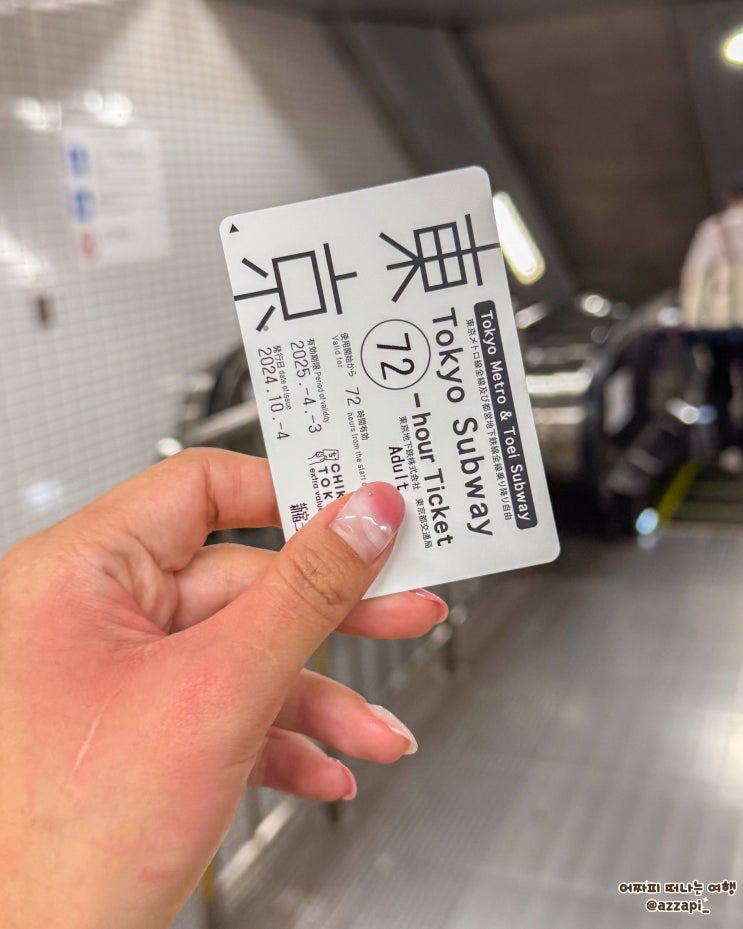 Tokyo Metro & Toei Subway
東京メトロ線全線及び都営地下鉄線全線乗り降り自由
東京
Tokyo Subway
72-hour Ticket
東京地下鉄株式会社 東京都交通局
Adult
使用開始から 72 時間有効
Valid for hours from the start
有効期限 Period of validity
2025.-4.-3
発行日 date of issue
2024.10.-4
CHIK
TOK
extra
어짜피 떠나는 여행
@azzapi_